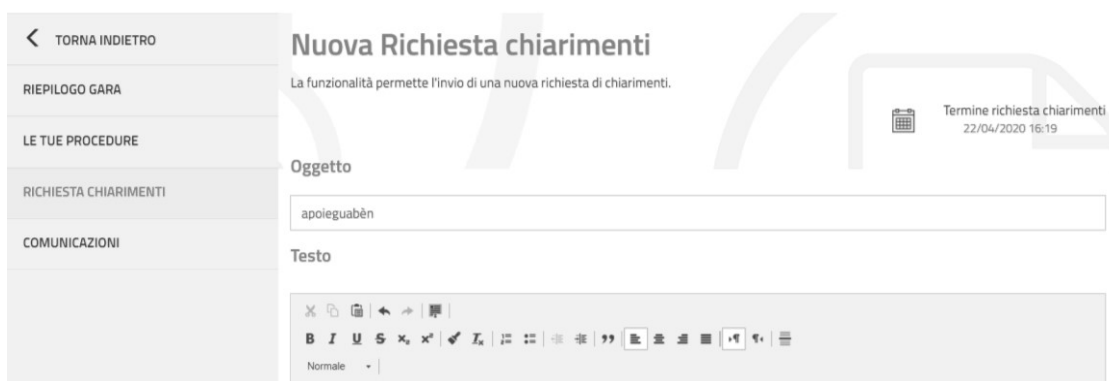 TORNA INDIETRO
RIEPILOGO GARA
LE TUE PROCEDURE
RICHIESTA CHIARIMENTI
COMUNICAZIONI
Nuova Richiesta chiarimenti
La funzionalità permette l'invio di una nuova richiesta di chiarimenti.
Termine richiesta chiarimenti
22/04/2020 16:19
Oggetto
apoieguabèn
Testo
Normale